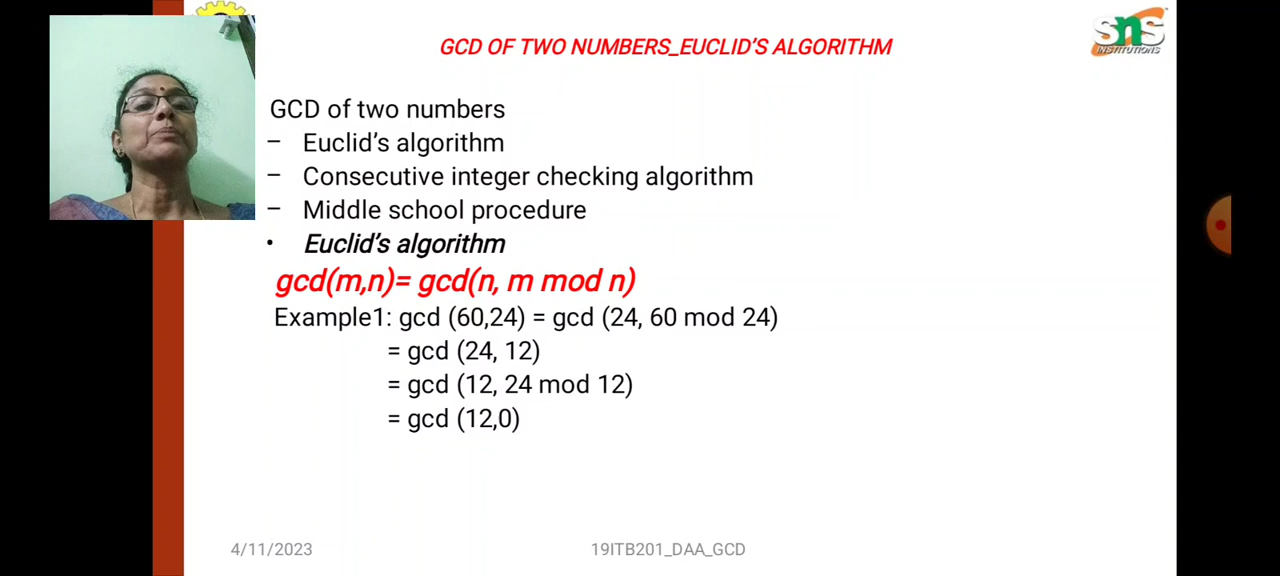 GCD OF TWO NUMBERS_EUCLID'S ALGORITHM
sns
INSTITUTIONS
GCD of two numbers
– Euclid's algorithm
– Consecutive integer checking algorithm
– Middle school procedure
• Euclid's algorithm
gcd(m,n)= gcd(n, m mod n)
Example1: gcd (60,24) = gcd (24, 60 mod 24)
= gcd (24, 12)
= gcd (12, 24 mod 12)
= gcd (12,0)
4/11/2023
19ITB201_DAA_GCD